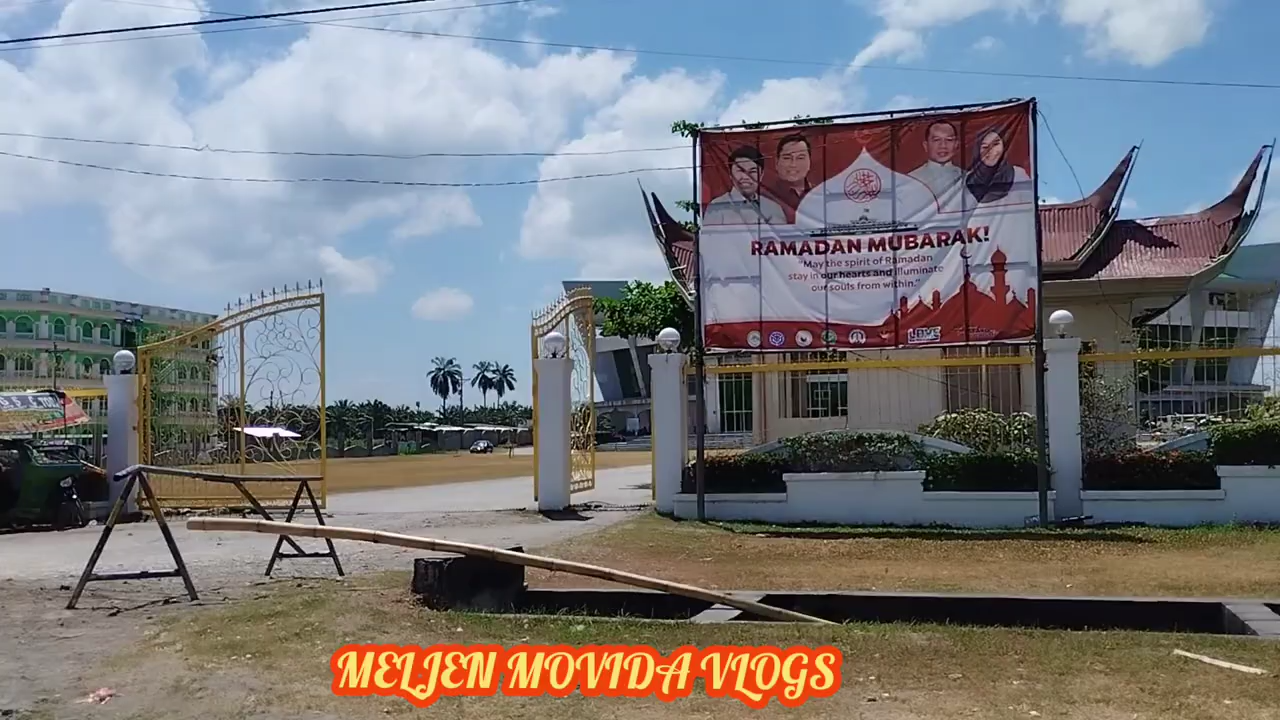 RAMADAN MUBARAK!
"May the spirit of Ramadan
stay in our hearts and illuminate
our souls from within."
LOVE
MELJEN MOVIDA VLOGS